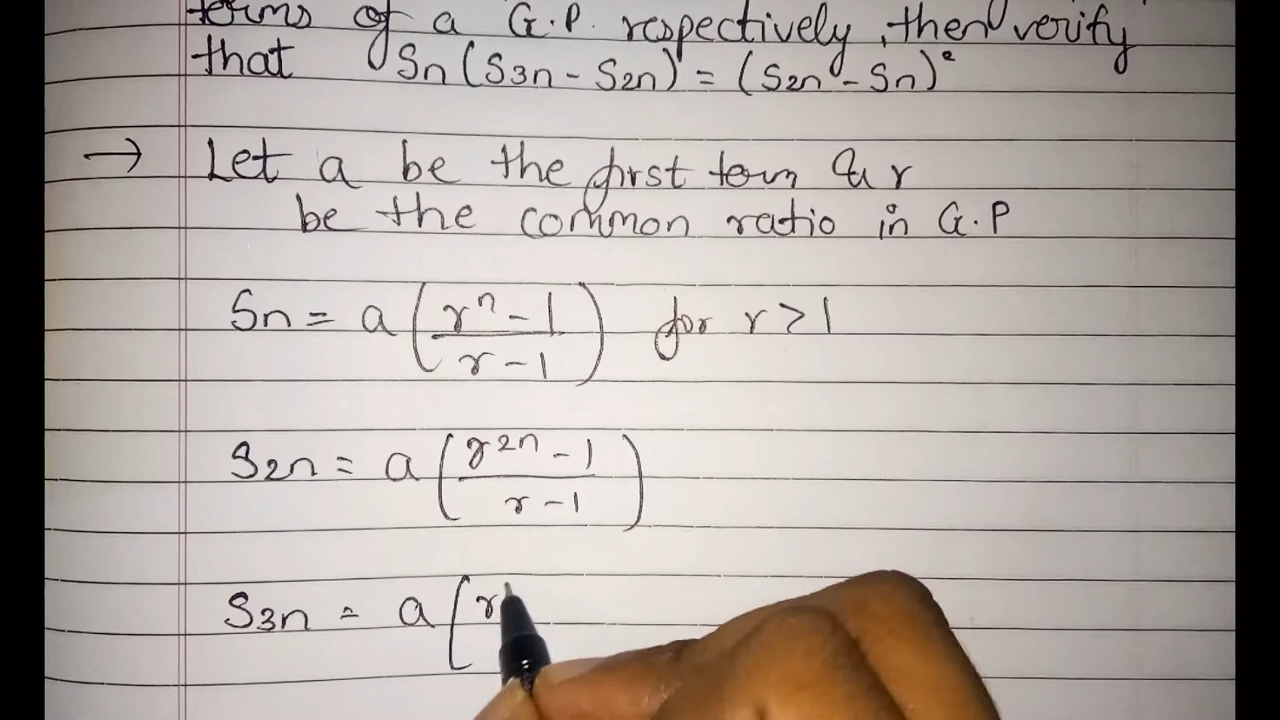 terms of a G.P. respectively, then verify
that Sn(S3n - S2n) = (S2n - Sn)²
→ Let a be the first term & r
be the common ratio in G.P
Sn = a(rⁿ - 1 / r - 1) for r > 1
S2n = a(r²ⁿ - 1 / r - 1)
S3n = a(r